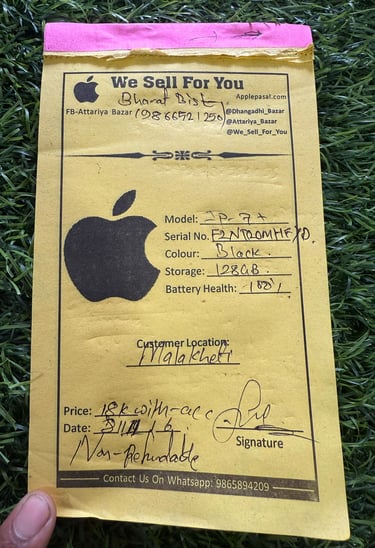 We Sell For You
Bharat Bist
Applepasal.com
FB-Attariya Bazar (9866521250)
@Dhangadhi_Bazar
@Attariya_Bazar
@We_Sell_For_You
Model: IP-7+
Serial No.
Colour: Black.
Storage: 128GB.
Battery Health: 100%
Customer Location:
Malakheti
Price: 18k with-acc
Date:
Signature
Non-refundable
Contact Us On Whatsapp: 9865894209